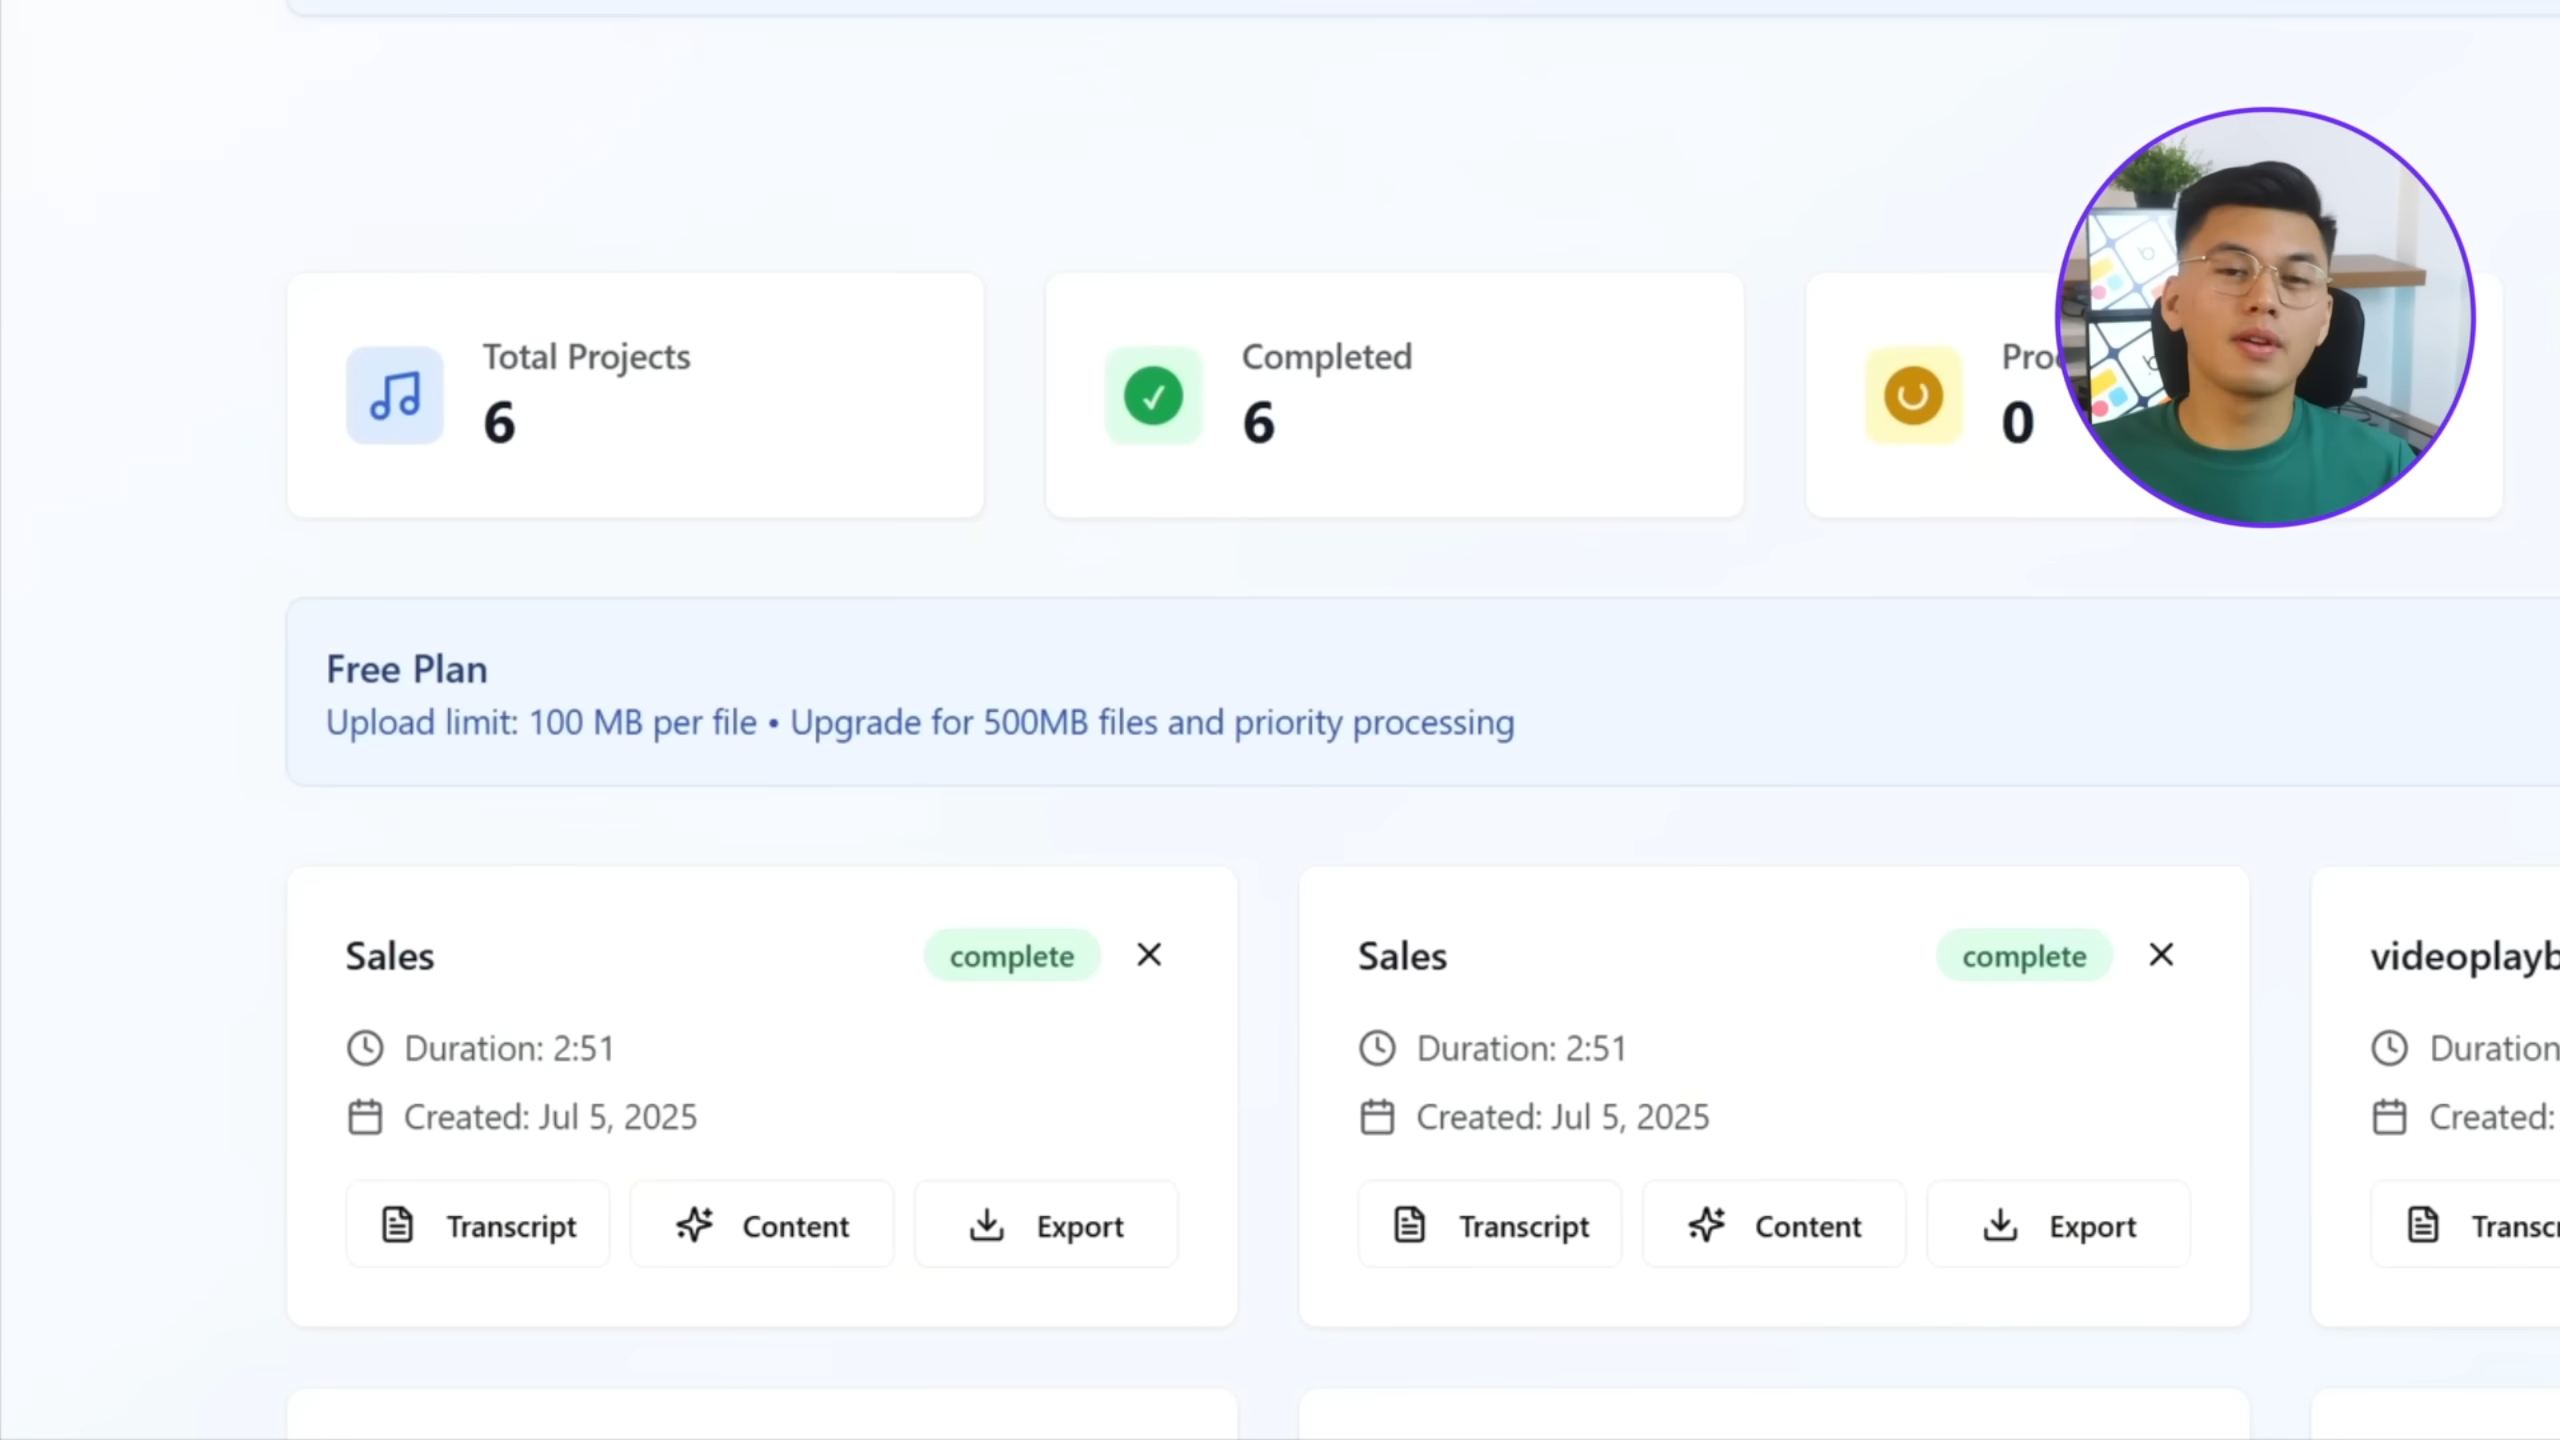 Total Projects
6
Completed
6
0
Free Plan
Upload limit: 100 MB per file • Upgrade for 500MB files and priority processing
Sales
complete
Duration: 2:51
Created: Jul 5, 2025
Transcript
Content
Export
Sales
complete
Duration: 2:51
Created: Jul 5, 2025
Transcript
Content
Export
Duration
Created: